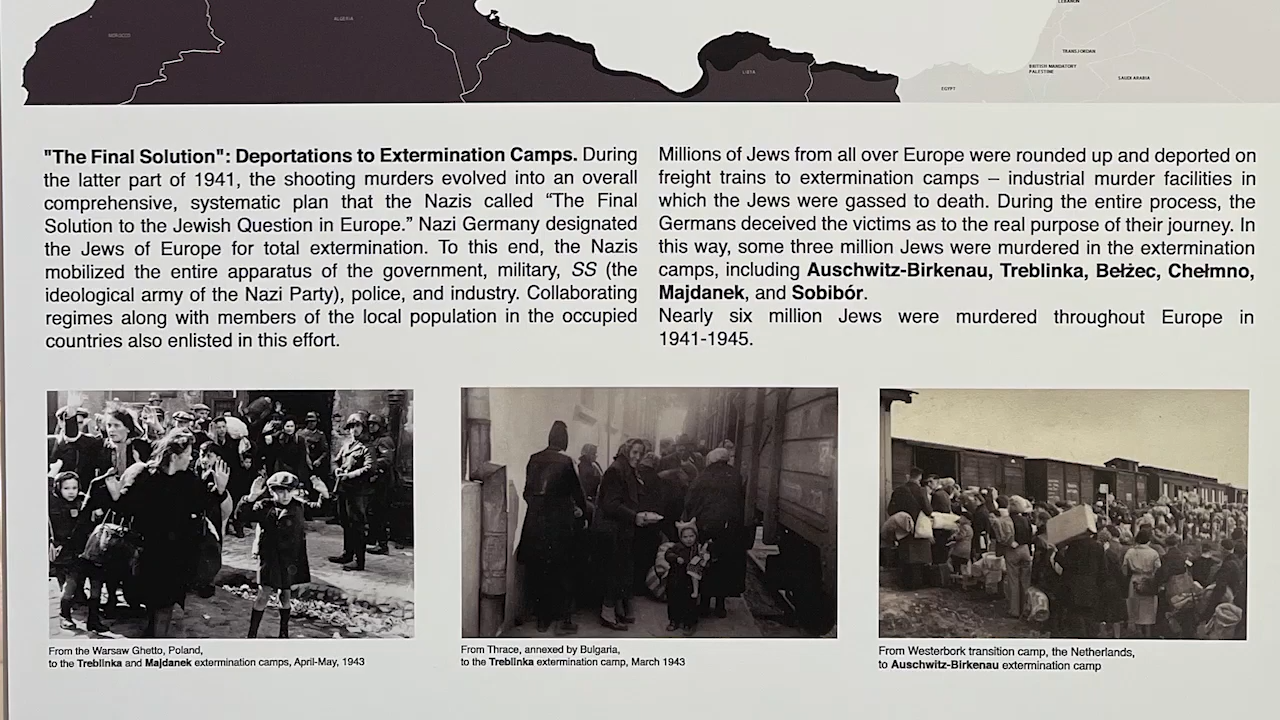 LEBANON
MOROCCO
ALGERIA
TRANSJORDAN
BRITISH MANDATORY
PALESTINE
LIBYA
SAUDI ARABIA
EGYPT
"The Final Solution": Deportations to Extermination Camps. During
the latter part of 1941, the shooting murders evolved into an overall
comprehensive, systematic plan that the Nazis called “The Final
Solution to the Jewish Question in Europe.” Nazi Germany designated
the Jews of Europe for total extermination. To this end, the Nazis
mobilized the entire apparatus of the government, military, SS (the
ideological army of the Nazi Party), police, and industry. Collaborating
regimes along with members of the local population in the occupied
countries also enlisted in this effort.
Millions of Jews from all over Europe were rounded up and deported on
freight trains to extermination camps – industrial murder facilities in
which the Jews were gassed to death. During the entire process, the
Germans deceived the victims as to the real purpose of their journey. In
this way, some three million Jews were murdered in the extermination
camps, including Auschwitz-Birkenau, Treblinka, Bełżec, Chełmno,
Majdanek, and Sobibór.
Nearly six million Jews were murdered throughout Europe in
1941-1945.
From the Warsaw Ghetto, Poland,
to the Treblinka and Majdanek extermination camps, April-May, 1943
From Thrace, annexed by Bulgaria,
to the Treblinka extermination camp, March 1943
From Westerbork transition camp, the Netherlands,
to Auschwitz-Birkenau extermination camp